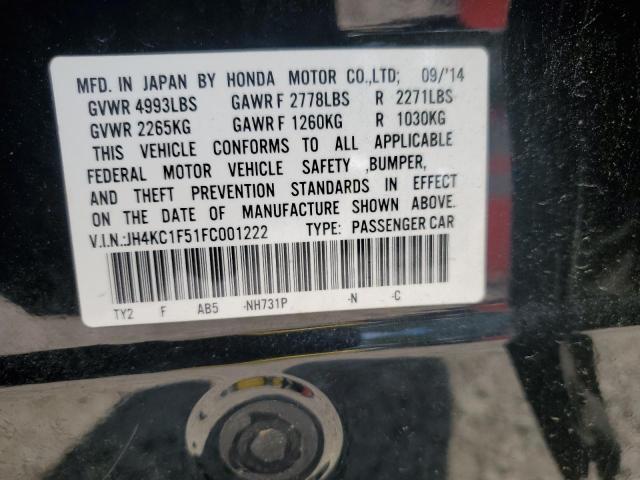 MFD. IN JAPAN BY HONDA MOTOR CO.,LTD; 09/'14
GVWR 4993LBS GAWR F 2778LBS R 2271LBS
GVWR 2265KG GAWR F 1260KG R 1030KG
THIS VEHICLE CONFORMS TO ALL APPLICABLE
FEDERAL MOTOR VEHICLE SAFETY ,BUMPER,
AND THEFT PREVENTION STANDARDS IN EFFECT
ON THE DATE OF MANUFACTURE SHOWN ABOVE.
V.I.N.:JH4KC1F51FC001222 TYPE: PASSENGER CAR
TY2 F AB5 -NH731P -N -C